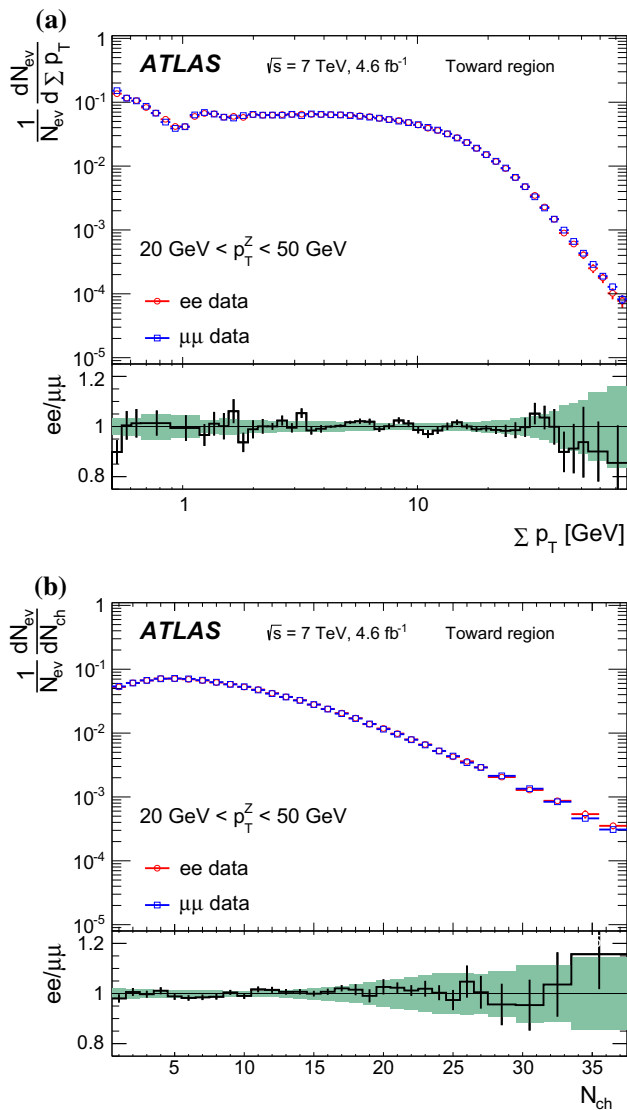 (a)
1/N_ev dN_ev/d Σ p_T
ATLAS √s = 7 TeV, 4.6 fb⁻¹ Toward region
1
10⁻¹
10⁻²
10⁻³
20 GeV < p_T^Z < 50 GeV
10⁻⁴
ee data
μμ data
10⁻⁵
ee/μμ
1.2
1
0.8
1 10
Σ p_T [GeV]
(b)
1/N_ev dN_ev/dN_ch
ATLAS √s = 7 TeV, 4.6 fb⁻¹ Toward region
1
10⁻¹
10⁻²
10⁻³
20 GeV < p_T^Z < 50 GeV
10⁻⁴
ee data
μμ data
10⁻⁵
ee/μμ
1.2
1
0.8
5 10 15 20 25 30 35
N_ch